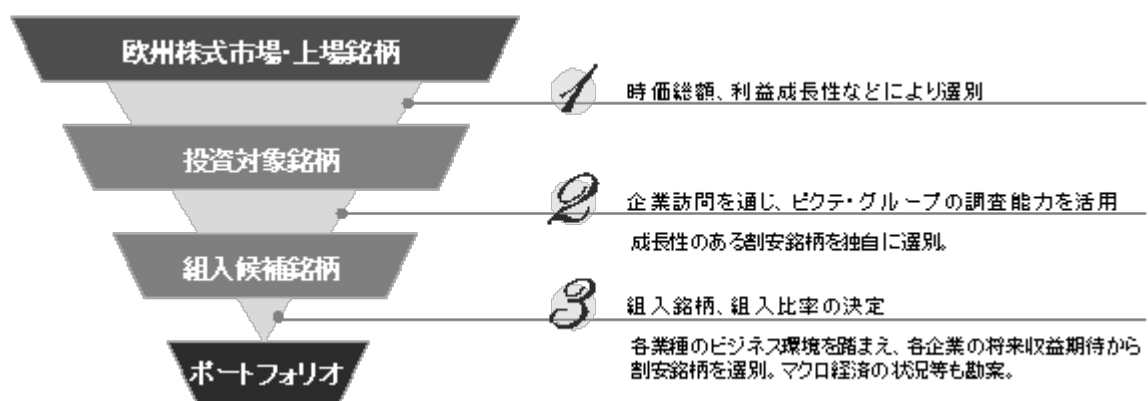 欧州株式市場・上場銘柄
1 時価総額、利益成長性などにより選別
投資対象銘柄
2 企業訪問を通じ、ピクテ・グループの調査能力を活用
成長性のある割安銘柄を独自に選別。
組入候補銘柄
3 組入銘柄、組入比率の決定
各業種のビジネス環境を踏まえ、各企業の将来収益期待から
割安銘柄を選別。マクロ経済の状況等も勘案。
ポートフォリオ